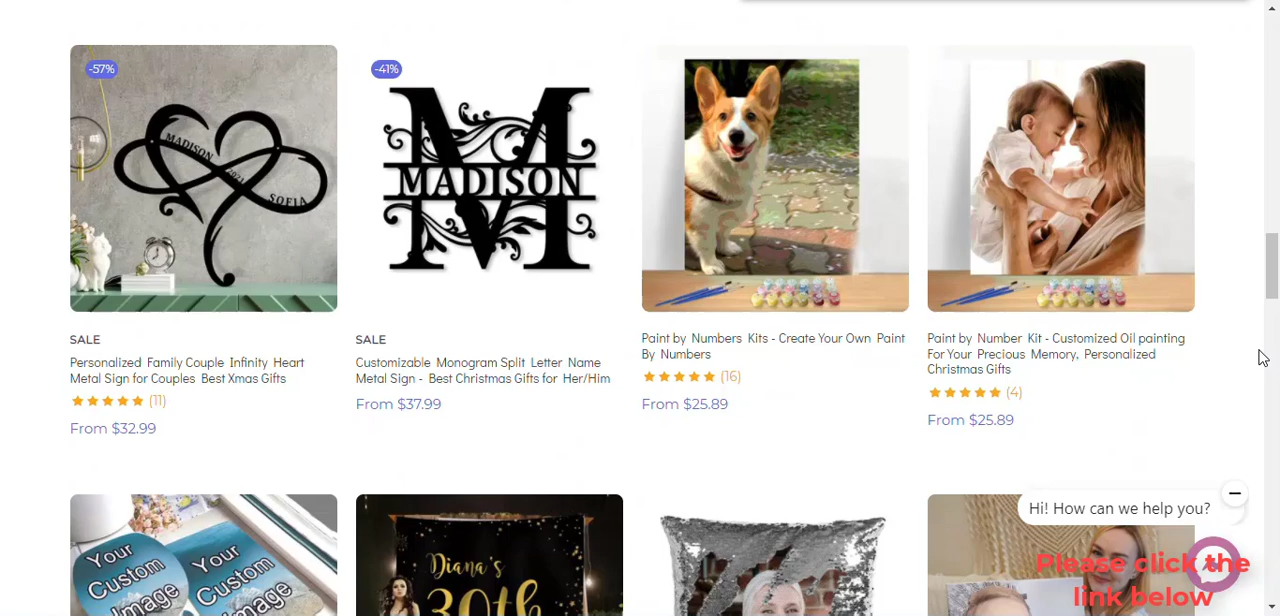 -57%
MADISON
2021
SOFIA
-41%
M
MADISON
SALE
Personalized Family Couple Infinity Heart
Metal Sign for Couples Best Xmas Gifts
(11)
From $32.99
SALE
Customizable Monogram Split Letter Name
Metal Sign - Best Christmas Gifts for Her/Him
From $37.99
Paint by Numbers Kits - Create Your Own Paint
By Numbers
(16)
From $25.89
Paint by Number Kit - Customized Oil painting
For Your Precious Memory, Personalized
Christmas Gifts
(4)
From $25.89
Your
Custom
Image
Your
Custom
Image
Diana's
30th
Hi! How can we help you?
Please click the
link below